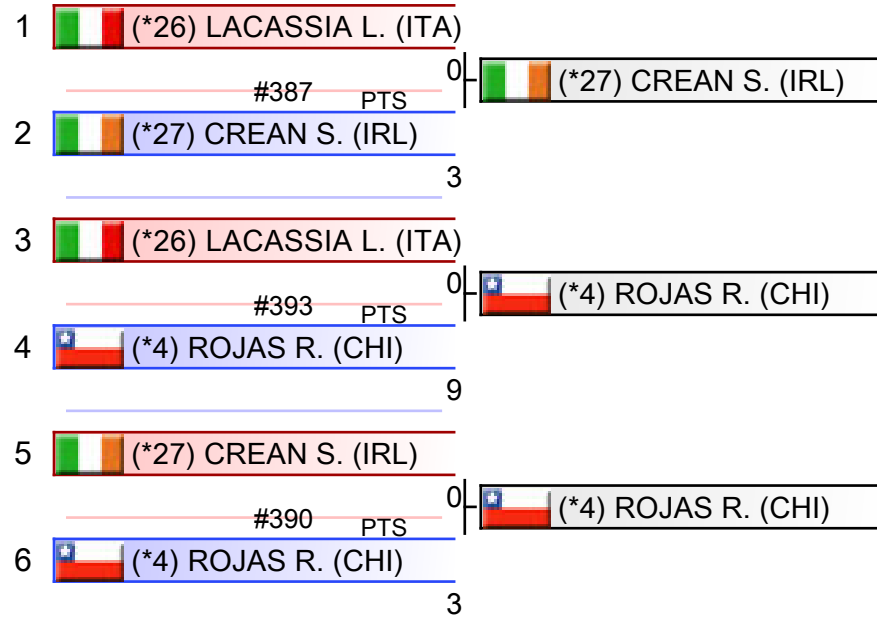 1 (*26) LACASSIA L. (ITA)
0 (*27) CREAN S. (IRL)
#387 PTS
2 (*27) CREAN S. (IRL)
3
3 (*26) LACASSIA L. (ITA)
0 (*4) ROJAS R. (CHI)
#393 PTS
4 (*4) ROJAS R. (CHI)
9
5 (*27) CREAN S. (IRL)
0 (*4) ROJAS R. (CHI)
#390 PTS
6 (*4) ROJAS R. (CHI)
3